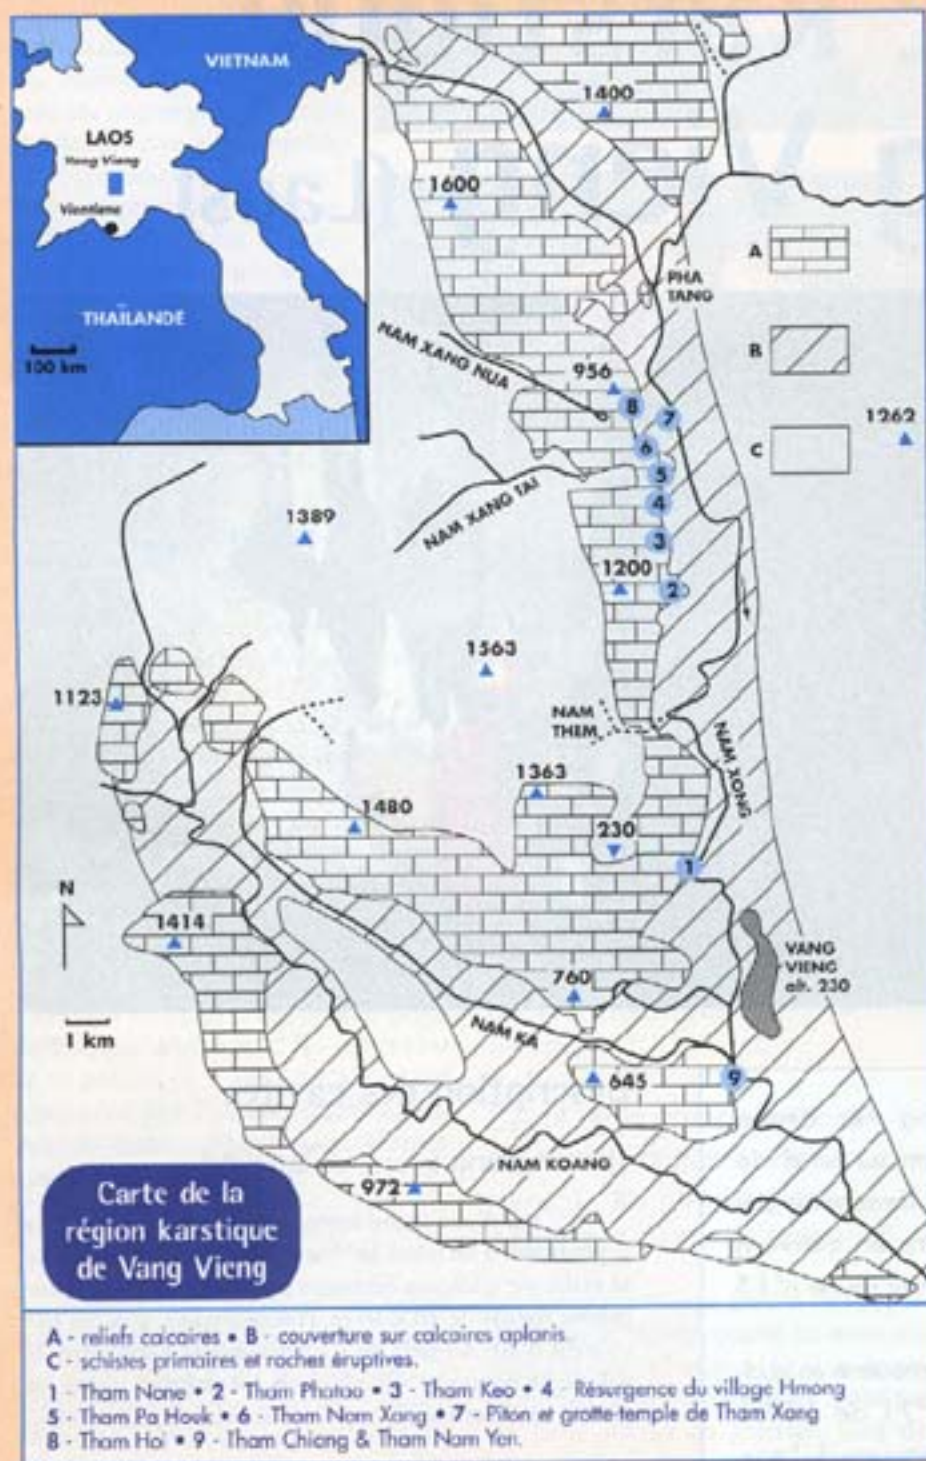 VIETNAM
LAOS
Vang Vieng
Vientiane
THAÏLANDE
100 km
1400
1600
A
PHA
TANG
B
NAM XANG NUA
956
8
7
1262
6
C
5
4
NAM XANG TAI
1389
3
1200
2
1563
1123
NAM
THEM
NAM XONG
1363
1480
230
1
N
1414
VANG
VIENG
alt. 230
760
1 km
NAM KA
645
9
NAM KOANG
972
Carte de la
région karstique
de Vang Vieng
A - reliefs calcaires • B - couverture sur calcaires aplanis.
C - schistes primaires et roches éruptives.
1 - Tham None • 2 - Tham Phatao • 3 - Tham Keo • 4 - Résurgence du village Hmong
5 - Tham Pa Houk • 6 - Tham Nam Xang • 7 - Piton et grotte-temple de Tham Xang
8 - Tham Hoi • 9 - Tham Chiang & Tham Nam Yen.